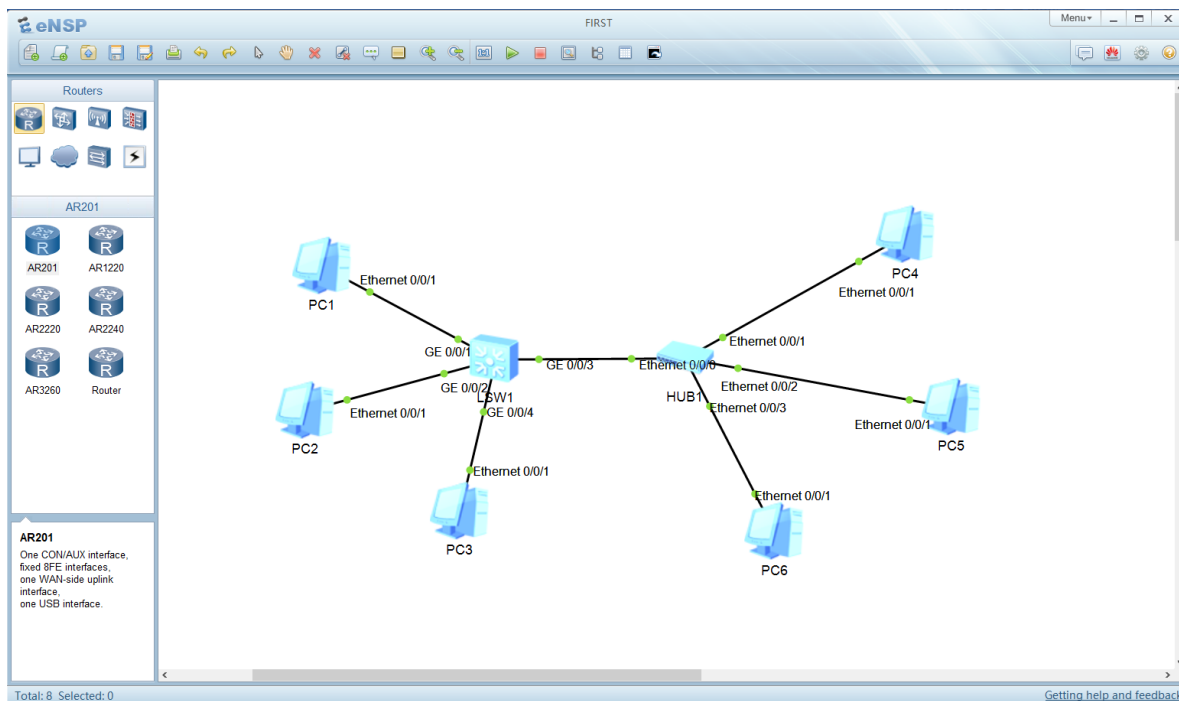 eNSP
FIRST
Menu
Routers
AR201
AR201
AR1220
AR2220
AR2240
AR3260
Router
AR201
One CON/AUX interface,
fixed 8FE interfaces,
one WAN-side uplink
interface,
one USB interface.
PC1
Ethernet 0/0/1
GE 0/0/1
GE 0/0/2
LSW1
GE 0/0/3
GE 0/0/4
Ethernet 0/0/1
PC2
Ethernet 0/0/1
PC3
Ethernet 0/0/0
HUB1
Ethernet 0/0/1
Ethernet 0/0/2
Ethernet 0/0/3
PC4
Ethernet 0/0/1
Ethernet 0/0/1
PC5
Ethernet 0/0/1
PC6
Total: 8 Selected: 0
Getting help and feedback